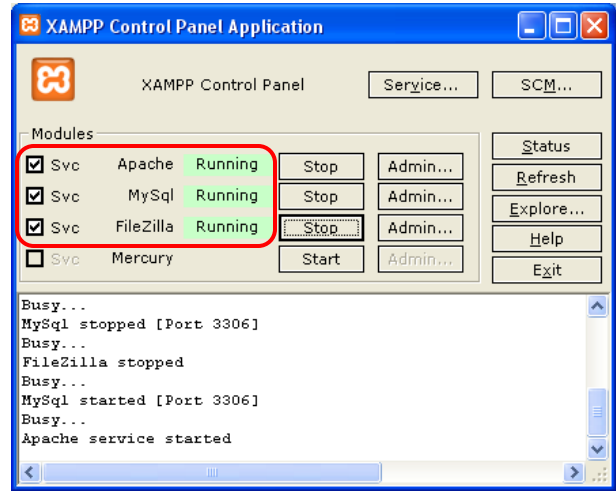 XAMPP Control Panel Application
XAMPP Control Panel Service... SCM...
Modules
Svc Apache Running Stop Admin...
Svc MySql Running Stop Admin...
Svc FileZilla Running Stop Admin...
Svc Mercury Start Admin...
Status
Refresh
Explore...
Help
Exit
Busy...
MySql stopped [Port 3306]
Busy...
FileZilla stopped
Busy...
MySql started [Port 3306]
Busy...
Apache service started